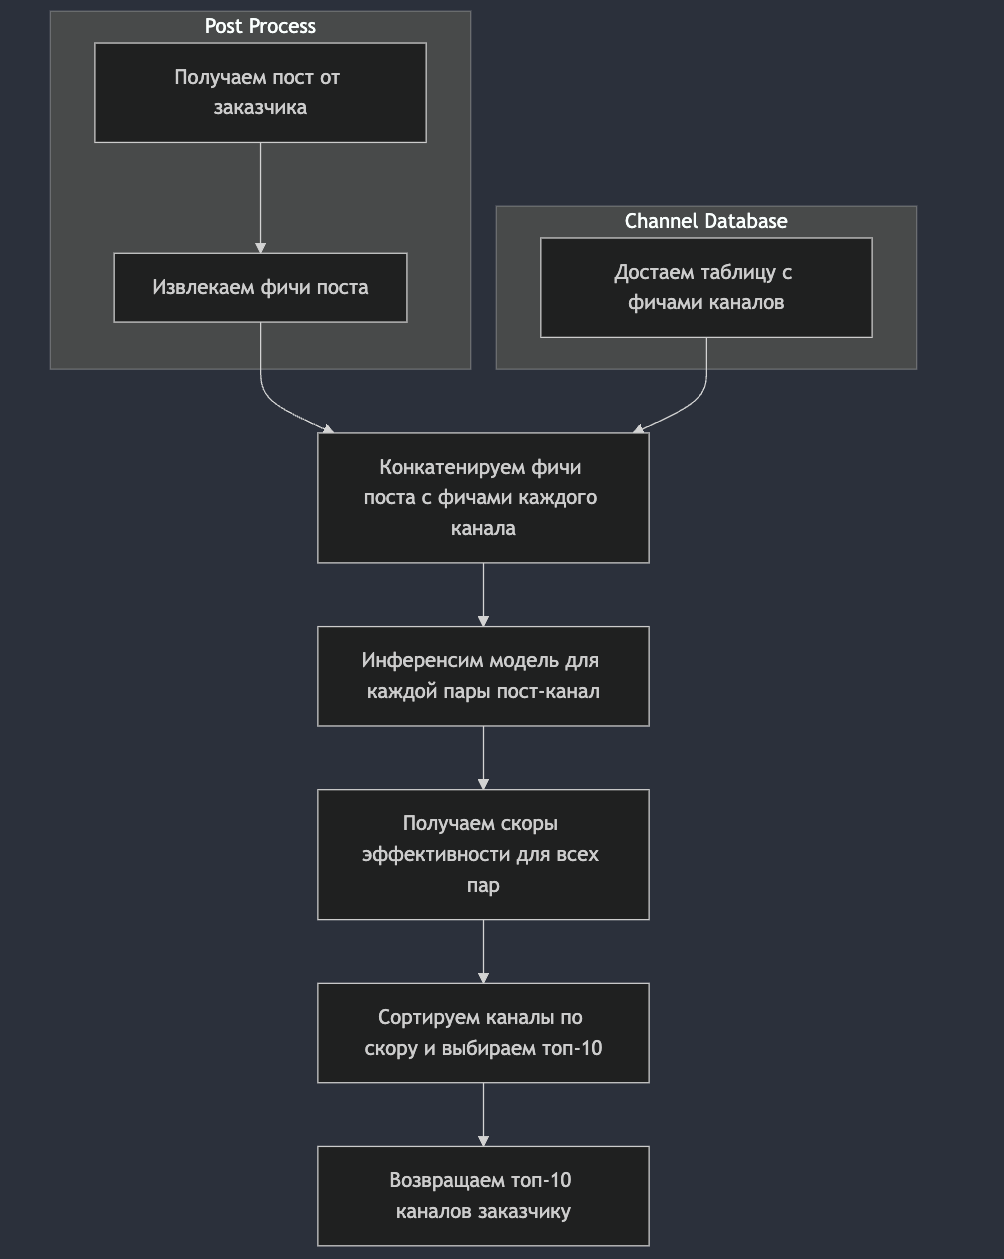 Post Process
Получаем пост от
заказчика
Извлекаем фичи поста
Channel Database
Достаем таблицу с
фичами каналов
Конкатенируем фичи
поста с фичами каждого
канала
Инференсим модель для
каждой пары пост-канал
Получаем скоры
эффективности для всех
пар
Сортируем каналы по
скору и выбираем топ-10
Возвращаем топ-10
каналов заказчику